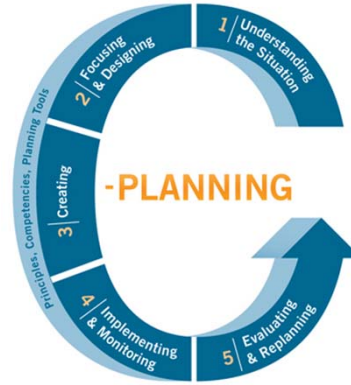 1 Understanding
the Situation
2 Focusing
& Designing
3 Creating
4 Implementing
& Monitoring
5 Evaluating
& Replanning
Principles, Competencies, Planning Tools
-PLANNING